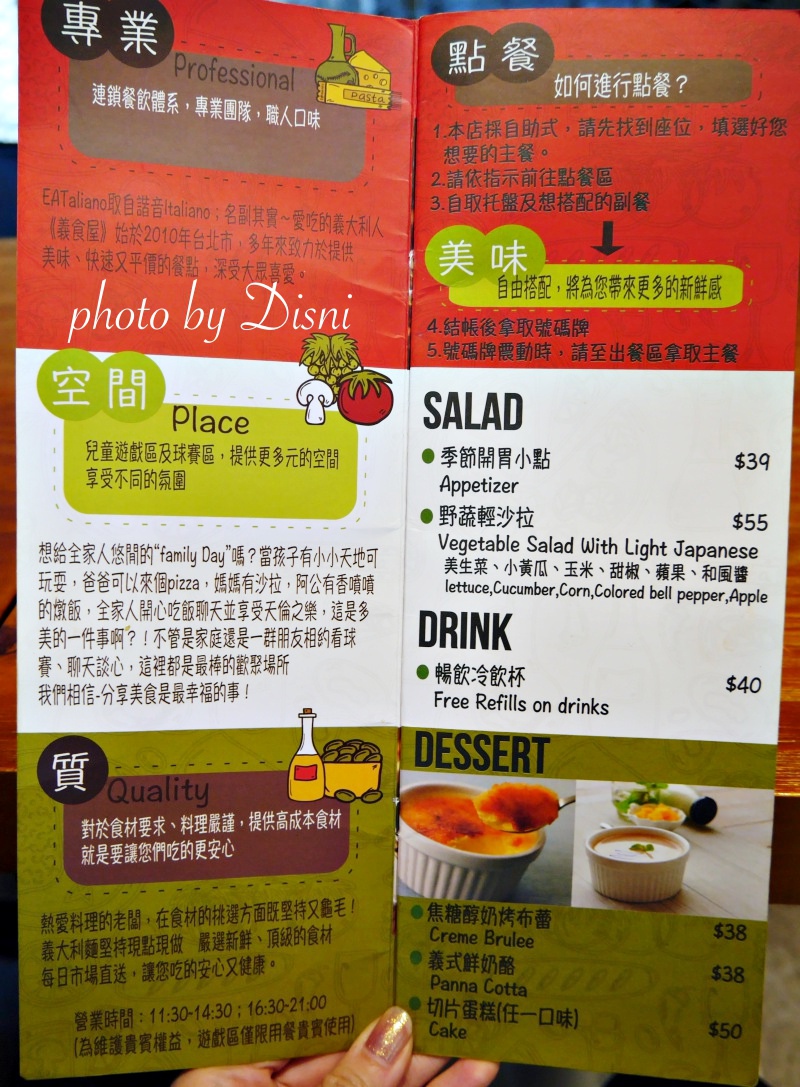 專業
Professional
連鎖餐飲體系，專業團隊，職人口味
pasta
EATaliano取自諧音Italiano；名副其實～愛吃的義大利人
《義食屋》始於2010年台北市，多年來致力於提供
美味、快速又平價的餐點，深受大眾喜愛。
photo by Disni
空間
Place
兒童遊戲區及球賽區，提供更多元的空間
享受不同的氛圍
想給全家人悠閒的“family Day”嗎？當孩子有小小天地可
玩耍，爸爸可以來個pizza，媽媽有沙拉，阿公有香噴噴
的燉飯，全家人開心吃飯聊天並享受天倫之樂，這是多
美的一件事啊？！不管是家庭還是一群朋友相約看球
賽、聊天談心，這裡都是最棒的歡聚場所
我們相信-分享美食是最幸福的事！
質
Quality
對於食材要求、料理嚴謹，提供高成本食材
就是要讓您們吃的更安心
熱愛料理的老闆，在食材的挑選方面既堅持又龜毛！
義大利麵堅持現點現做 嚴選新鮮、頂級的食材
每日市場直送，讓您吃的安心又健康。
營業時間：11:30-14:30；16:30-21:00
(為維護貴賓權益，遊戲區僅限用餐貴賓使用)
點餐
如何進行點餐？
1.本店採自助式，請先找到座位，填選好您
想要的主餐。
2.請依指示前往點餐區
3.自取托盤及想搭配的副餐
美味
自由搭配，將為您帶來更多的新鮮感
4.結帳後拿取號碼牌
5.號碼牌震動時，請至出餐區拿取主餐
SALAD
季節開胃小點 $39
Appetizer
野蔬輕沙拉 $55
Vegetable Salad With Light Japanese
美生菜、小黃瓜、玉米、甜椒、蘋果、和風醬
lettuce,Cucumber,Corn,Colored bell pepper,Apple
DRINK
暢飲冷飲杯 $40
Free Refills on drinks
DESSERT
焦糖醇奶烤布蕾 $38
Creme Brulee
義式鮮奶酪 $38
Panna Cotta
切片蛋糕(任一口味) $50
Cake